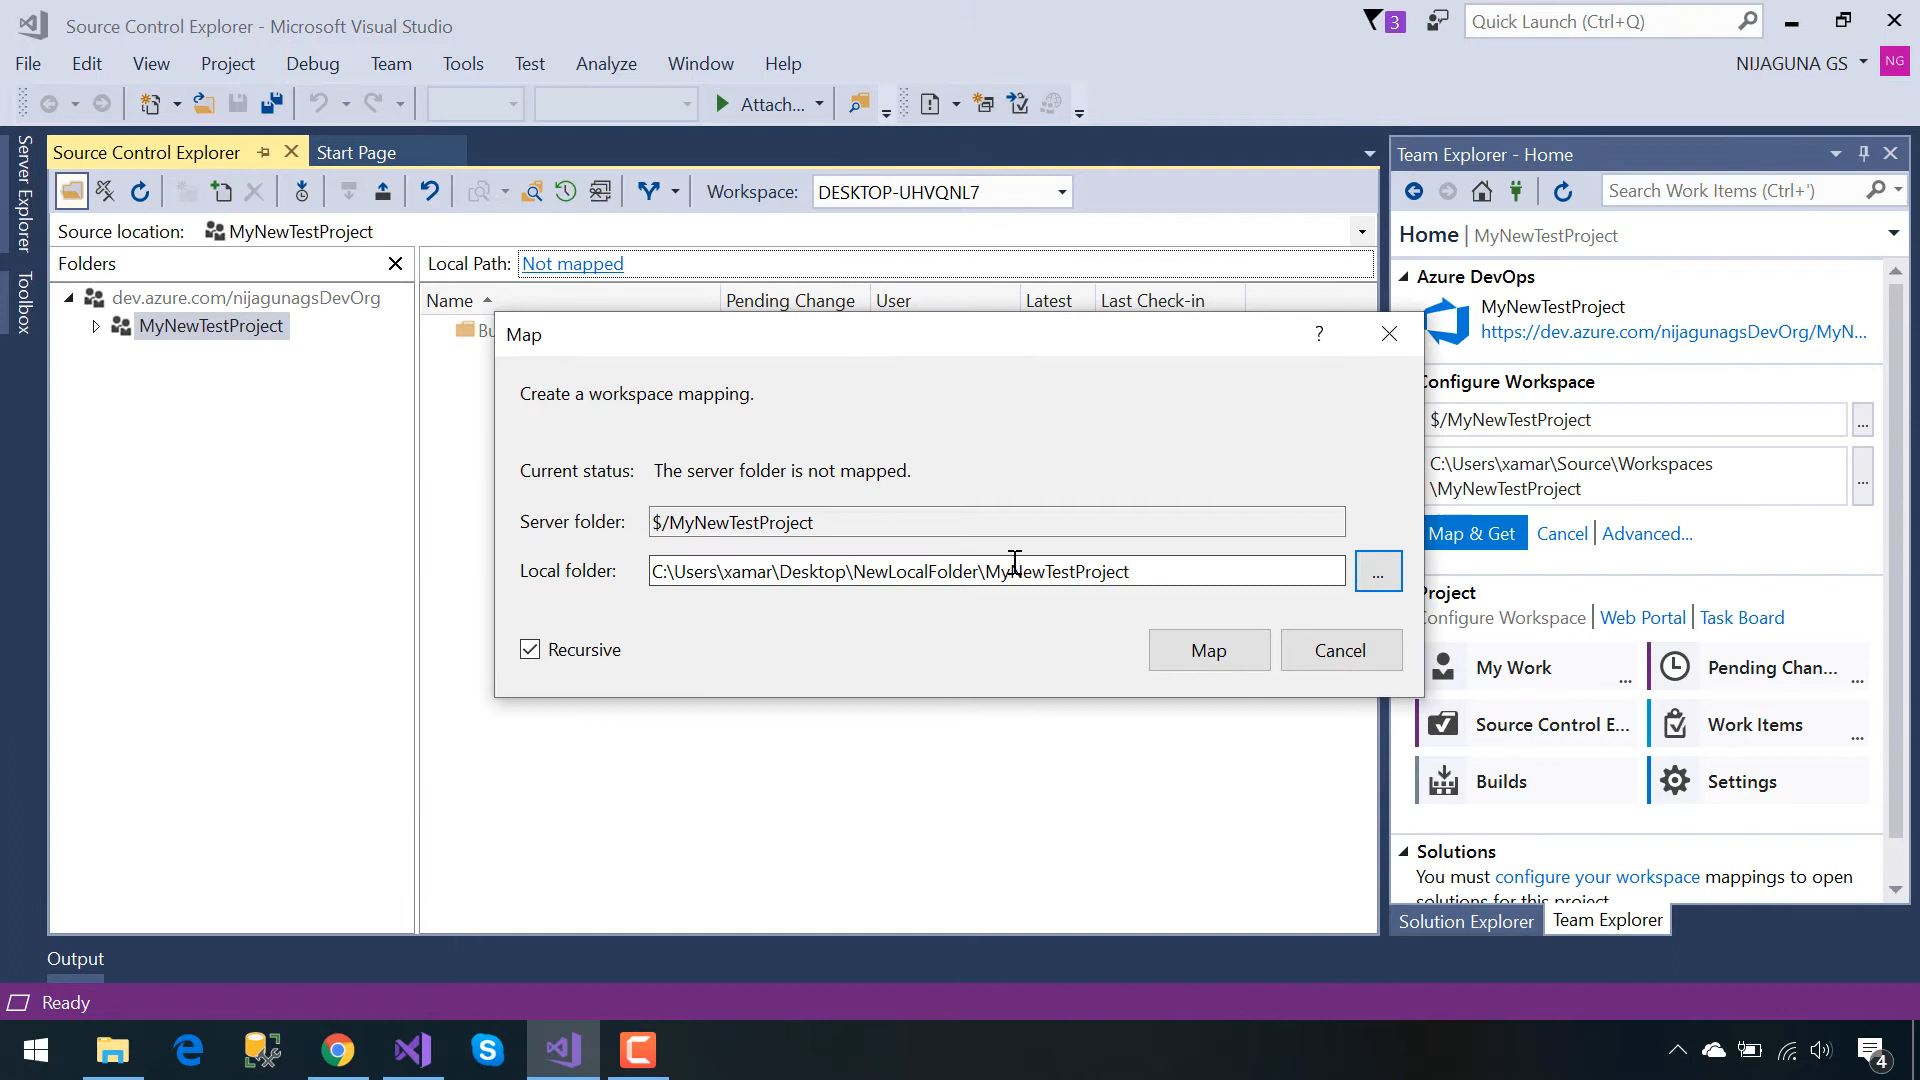 Source Control Explorer - Microsoft Visual Studio
3
Quick Launch (Ctrl+Q)
File Edit View Project Debug Team Tools Test Analyze Window Help
NIJAGUNA GS
NG
Attach...
Server Explorer
Toolbox
Source Control Explorer
Start Page
Workspace: DESKTOP-UHVQNL7
Source location: MyNewTestProject
Folders
dev.azure.com/nijagunagsDevOrg
MyNewTestProject
Local Path: Not mapped
Name Pending Change User Latest Last Check-in
Map
?
Create a workspace mapping.
Current status: The server folder is not mapped.
Server folder: $/MyNewTestProject
Local folder: C:\Users\xamar\Desktop\NewLocalFolder\MyNewTestProject
...
Recursive
Map
Cancel
Team Explorer - Home
Search Work Items (Ctrl+')
Home | MyNewTestProject
Azure DevOps
MyNewTestProject
https://dev.azure.com/nijagunagsDevOrg/MyN...
Configure Workspace
$/MyNewTestProject
...
C:\Users\xamar\Source\Workspaces
\MyNewTestProject
...
Map & Get Cancel Advanced...
Project
Configure Workspace Web Portal Task Board
My Work ...
Pending Chan... ...
Source Control E...
Work Items ...
Builds
Settings
Solutions
You must configure your workspace mappings to open
solutions for this project.
Solution Explorer
Team Explorer
Output
Ready
4